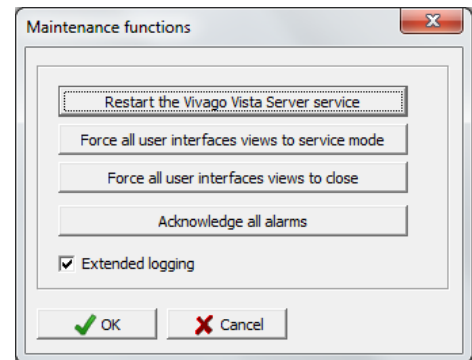 Maintenance functions
Restart the Vivago Vista Server service
Force all user interfaces views to service mode
Force all user interfaces views to close
Acknowledge all alarms
Extended logging
OK
Cancel